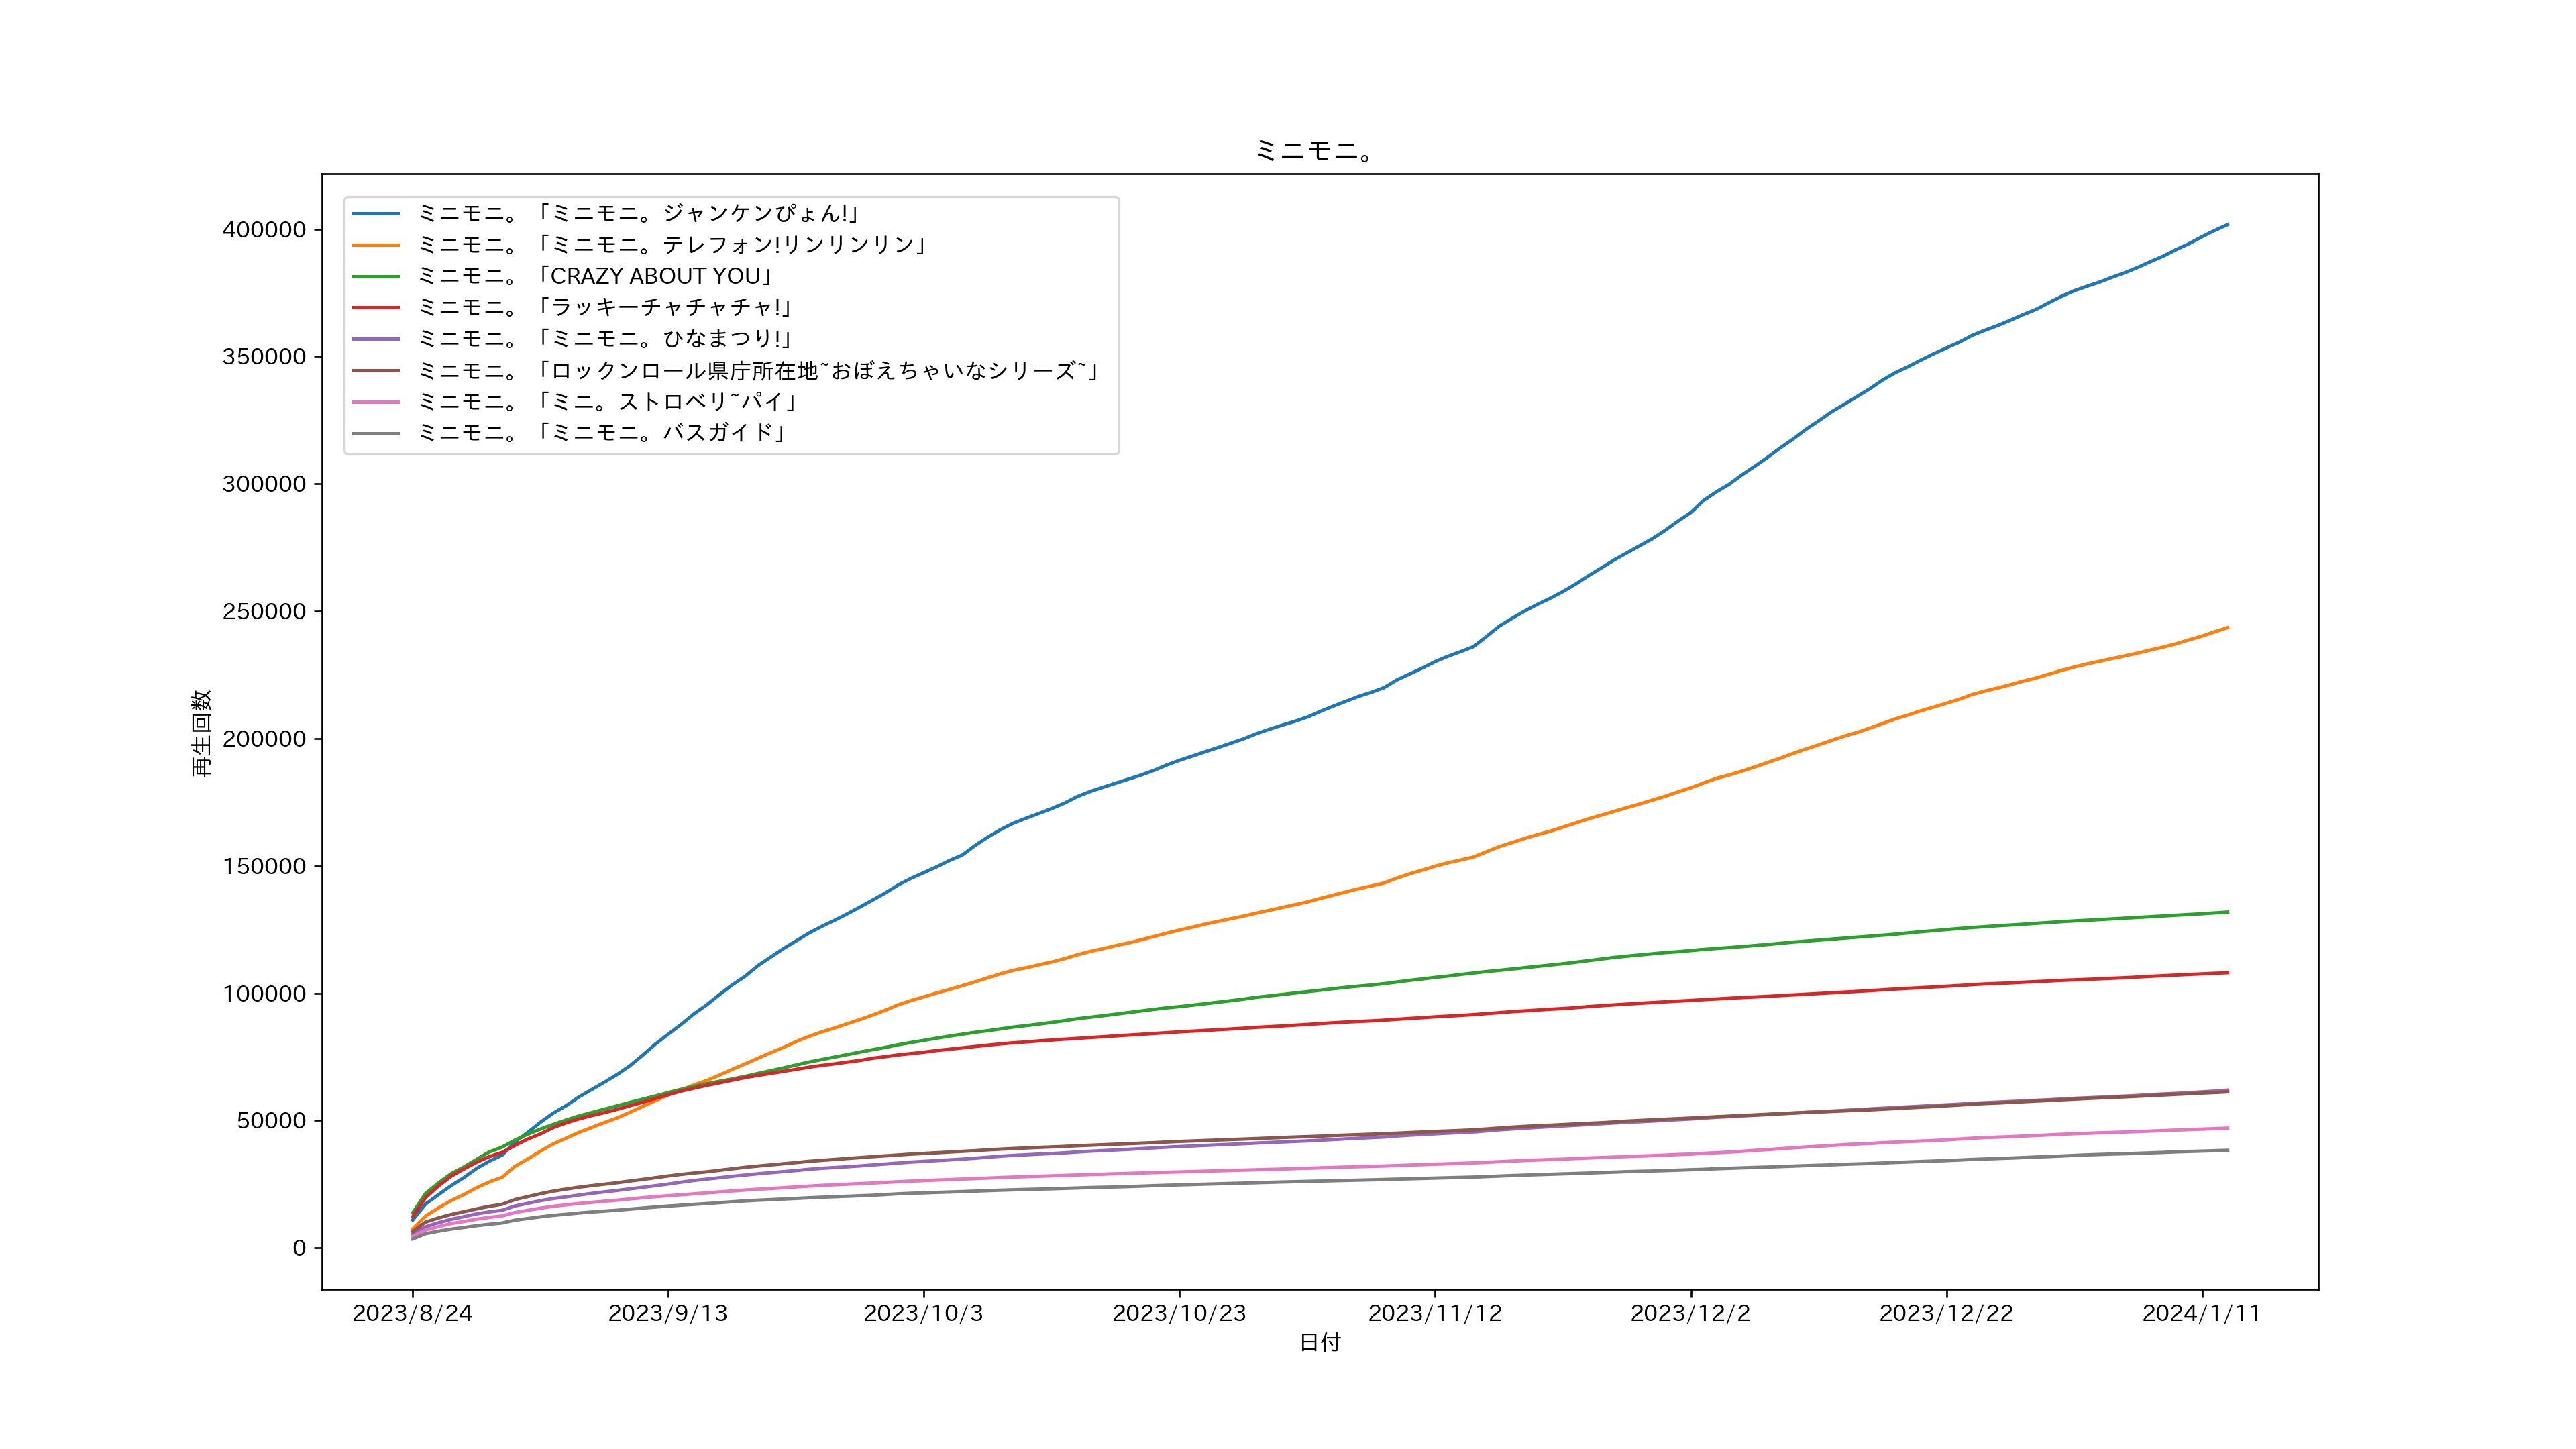 ミニモニ。
ミニモニ。「ミニモニ。ジャンケンぴょん!」
ミニモニ。「ミニモニ。テレフォン!リンリンリン」
ミニモニ。「CRAZY ABOUT YOU」
ミニモニ。「ラッキーチャチャチャ!」
ミニモニ。「ミニモニ。ひなまつり!」
ミニモニ。「ロックンロール県庁所在地~おぼえちゃいなシリーズ~」
ミニモニ。「ミニ。ストロベリ~パイ」
ミニモニ。「ミニモニ。バスガイド」
400000
350000
300000
250000
200000
150000
100000
50000
0
再生回数
2023/8/24 2023/9/13 2023/10/3 2023/10/23 2023/11/12 2023/12/2 2023/12/22 2024/1/11
日付